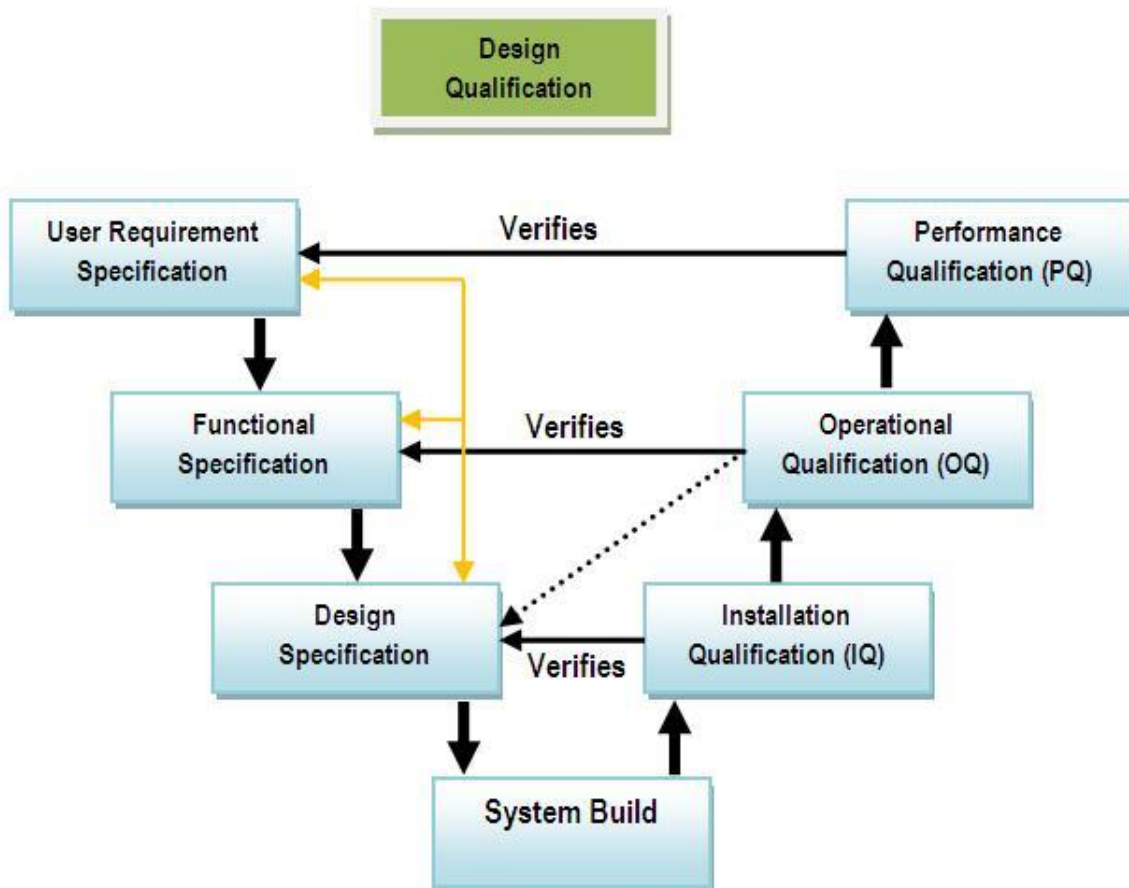 Design
Qualification
User Requirement
Specification
Verifies
Performance
Qualification (PQ)
Functional
Specification
Verifies
Operational
Qualification (OQ)
Design
Specification
Verifies
Installation
Qualification (IQ)
System Build